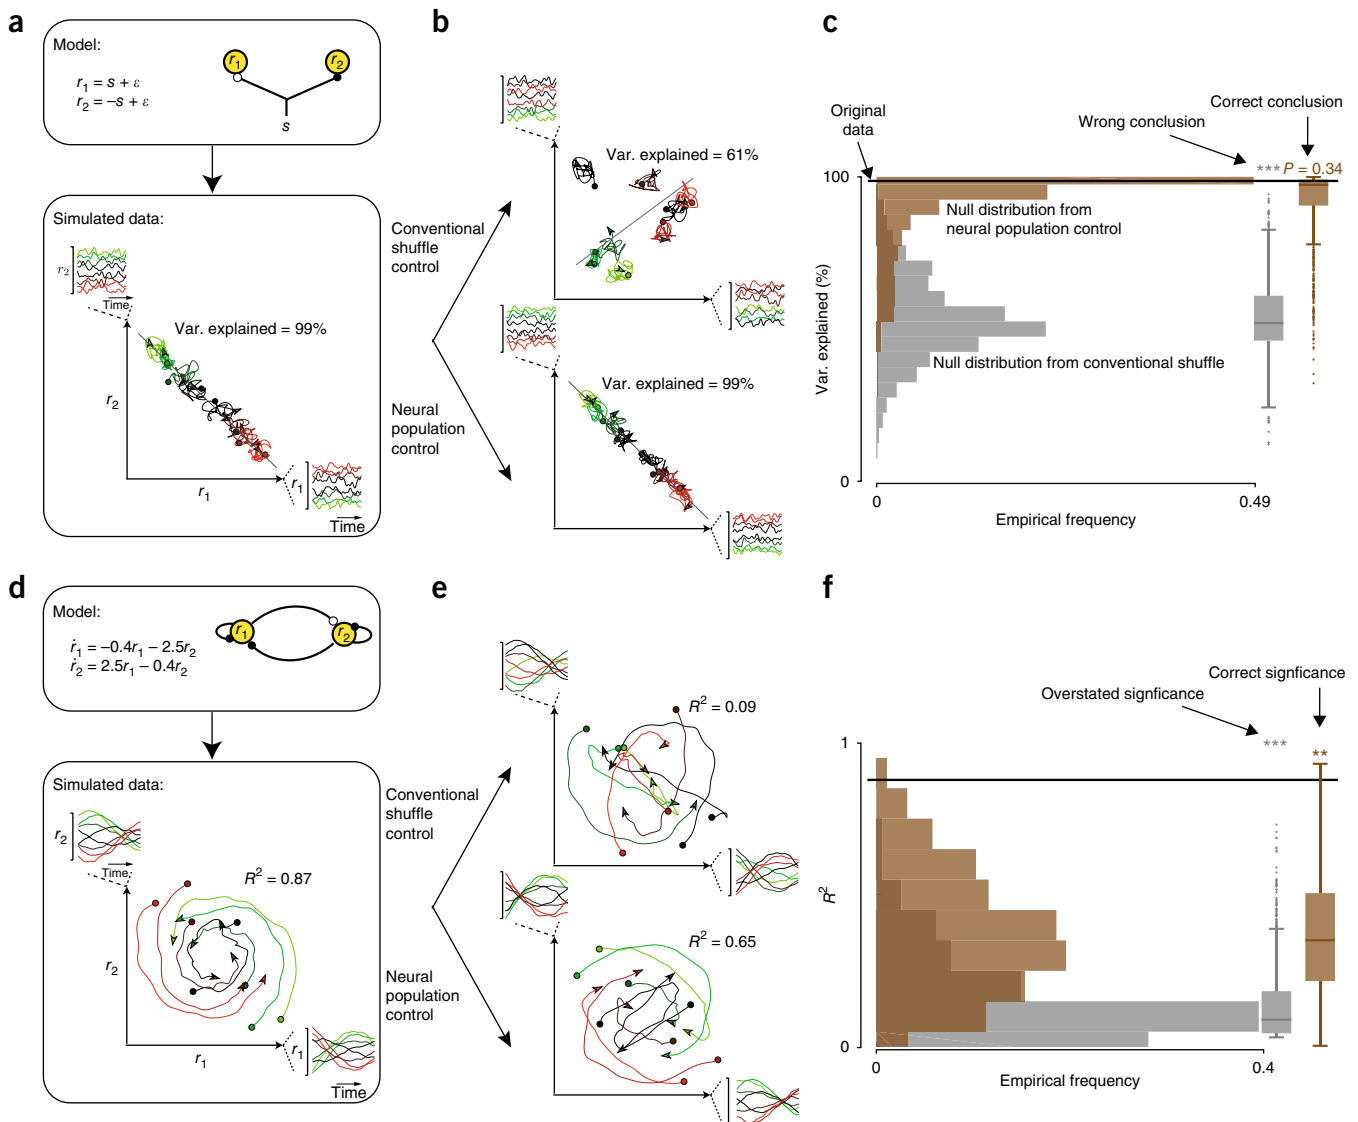 a
Model:
r1 = s + ε
r2 = –s + ε
r1
r2
s
Simulated data:
r2
Time
Var. explained = 99%
r2
r1
r1
Time
Conventional
shuffle
control
Neural
population
control
b
Var. explained = 61%
Var. explained = 99%
c
Original
data
Wrong conclusion
Correct conclusion
***
P = 0.34
100
Null distribution from
neural population control
Null distribution from conventional shuffle
Var. explained (%)
0
0
0.49
Empirical frequency
d
Model:
ṙ1 = –0.4r1 – 2.5r2
ṙ2 = 2.5r1 – 0.4r2
r1
r2
Simulated data:
r2
Time
R2 = 0.87
r2
r1
r1
Time
Conventional
shuffle
control
Neural
population
control
e
R2 = 0.09
R2 = 0.65
f
Overstated signficance
Correct signficance
***
**
1
R2
0
0
0.4
Empirical frequency